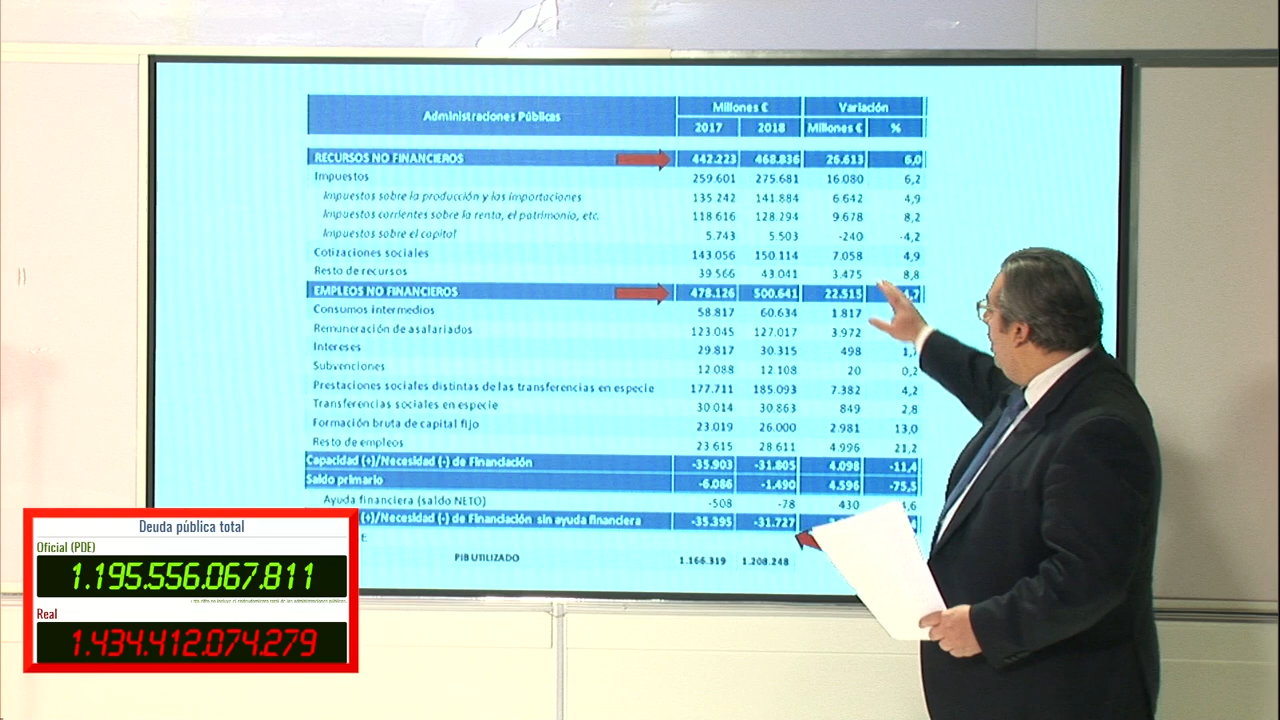 Administraciones Públicas Millones € Variación
2017 2018 Millones € %
RECURSOS NO FINANCIEROS 442.223 468.836 26.613 6,0
Impuestos 259.601 275.681 16.080 6,2
Impuestos sobre la producción y las importaciones 135.242 141.884 6.642 4,9
Impuestos corrientes sobre la renta, el patrimonio, etc. 118.616 128.294 9.678 8,2
Impuestos sobre el capital 5.743 5.503 -240 -4,2
Cotizaciones sociales 143.056 150.114 7.058 4,9
Resto de recursos 39.566 43.041 3.475 8,8
EMPLEOS NO FINANCIEROS 478.126 500.641 22.515 4,7
Consumos intermedios 58.817 60.634 1.817
Remuneración de asalariados 123.045 127.017 3.972
Intereses 29.817 30.315 498 1,7
Subvenciones 12.088 12.108 20 0,2
Prestaciones sociales distintas de las transferencias en especie 177.711 185.093 7.382 4,2
Transferencias sociales en especie 30.014 30.863 849 2,8
Formación bruta de capital fijo 23.019 26.000 2.981 13,0
Resto de empleos 23.615 28.611 4.996 21,2
Capacidad (+)/Necesidad (-) de Financiación -35.903 -31.805 4.098 -11,4
Saldo primario -6.086 -1.490 4.596 -75,5
Ayuda financiera (saldo NETO) -508 -78 430 4,6
(+)/Necesidad (-) de Financiación sin ayuda financiera -35.395 -31.727
E
PIB UTILIZADO 1.166.319 1.208.248
Deuda pública total
Oficial (PDE)
1.195.556.067.811
Real
1.434.412.074.279